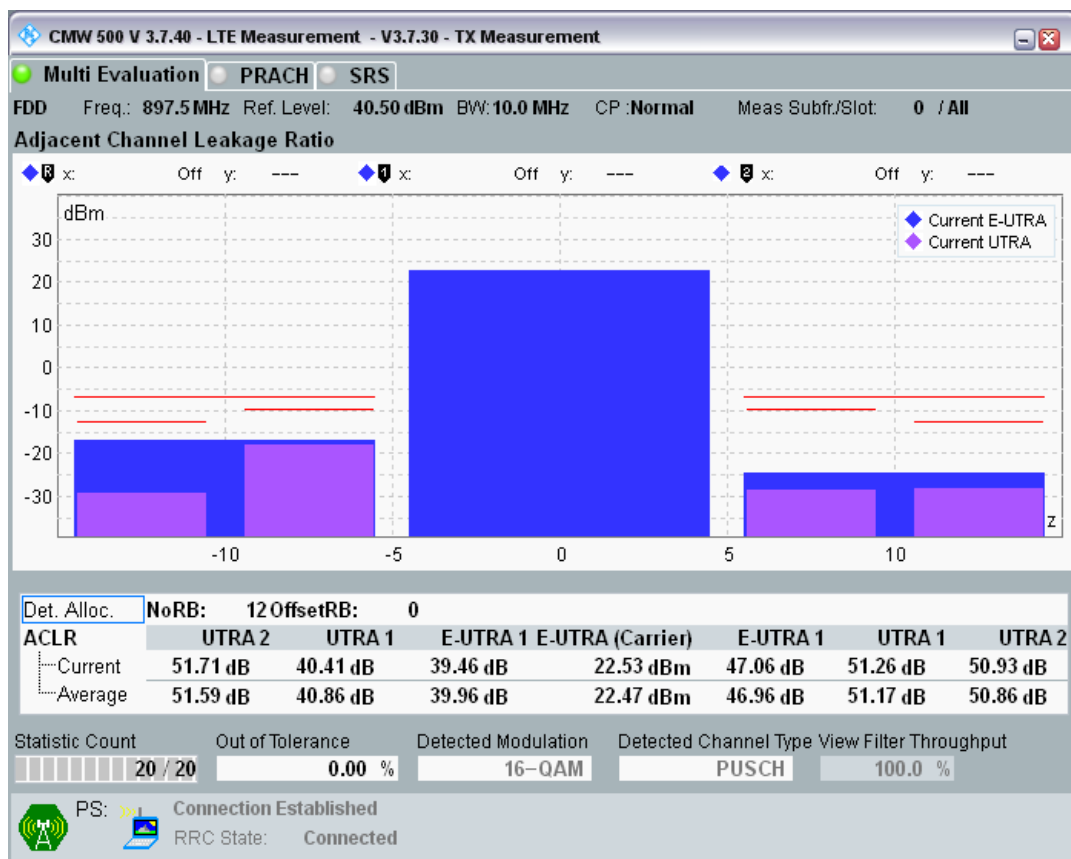 CMW 500 V 3.7.40 - LTE Measurement - V3.7.30 - TX Measurement
Multi Evaluation PRACH SRS
FDD Freq.: 897.5 MHz Ref. Level: 40.50 dBm BW: 10.0 MHz CP :Normal Meas Subfr./Slot: 0 / All
Adjacent Channel Leakage Ratio
R x: Off y: --- 1 x: Off y: --- 2 x: Off y: ---
dBm
Current E-UTRA
Current UTRA
30
20
10
0
-10
-20
-30
z
-10 -5 0 5 10
Det. Alloc. NoRB: 12 OffsetRB: 0
ACLR UTRA 2 UTRA 1 E-UTRA 1 E-UTRA (Carrier) E-UTRA 1 UTRA 1 UTRA 2
Current 51.71 dB 40.41 dB 39.46 dB 22.53 dBm 47.06 dB 51.26 dB 50.93 dB
Average 51.59 dB 40.86 dB 39.96 dB 22.47 dBm 46.96 dB 51.17 dB 50.86 dB
Statistic Count Out of Tolerance Detected Modulation Detected Channel Type View Filter Throughput
20 / 20 0.00 % 16-QAM PUSCH 100.0 %
PS: Connection Established
RRC State: Connected